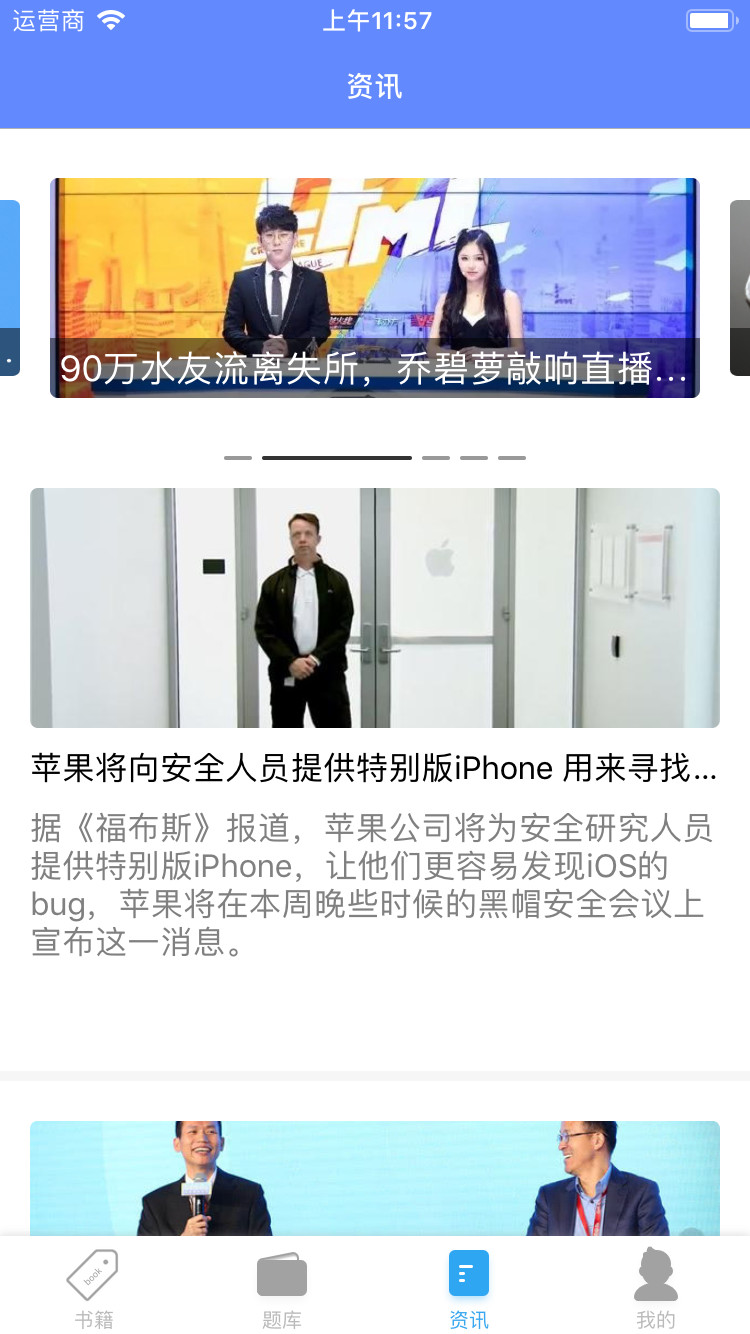 运营商
上午11:57
资讯
CFML
90万水友流离失所，乔碧萝敲响直播...
苹果将向安全人员提供特别版iPhone 用来寻找...
据《福布斯》报道，苹果公司将为安全研究人员
提供特别版iPhone，让他们更容易发现iOS的
bug，苹果将在本周晚些时候的黑帽安全会议上
宣布这一消息。
book
书籍
题库
资讯
我的